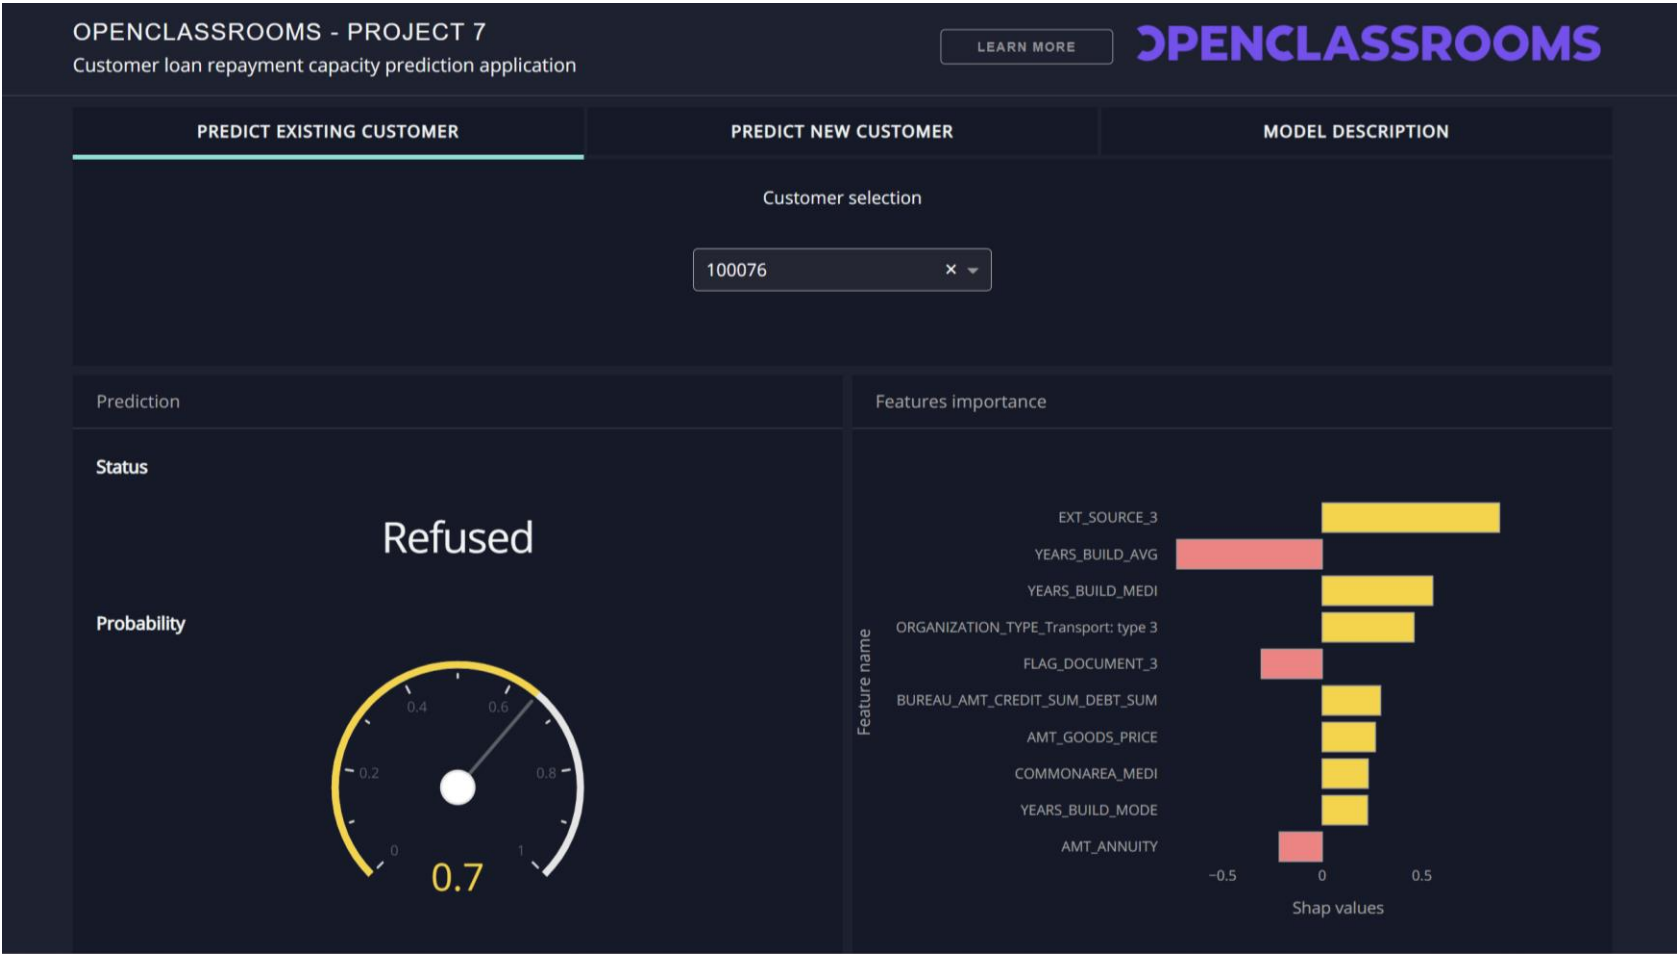 OPENCLASSROOMS - PROJECT 7
Customer loan repayment capacity prediction application
LEARN MORE
OPENCLASSROOMS
PREDICT EXISTING CUSTOMER
PREDICT NEW CUSTOMER
MODEL DESCRIPTION
Customer selection
100076
Prediction
Status
Refused
Probability
0
0.2
0.4
0.6
0.8
1
0.7
Features importance
Feature name
EXT_SOURCE_3
YEARS_BUILD_AVG
YEARS_BUILD_MEDI
ORGANIZATION_TYPE_Transport: type 3
FLAG_DOCUMENT_3
BUREAU_AMT_CREDIT_SUM_DEBT_SUM
AMT_GOODS_PRICE
COMMONAREA_MEDI
YEARS_BUILD_MODE
AMT_ANNUITY
−0.5
0
0.5
Shap values